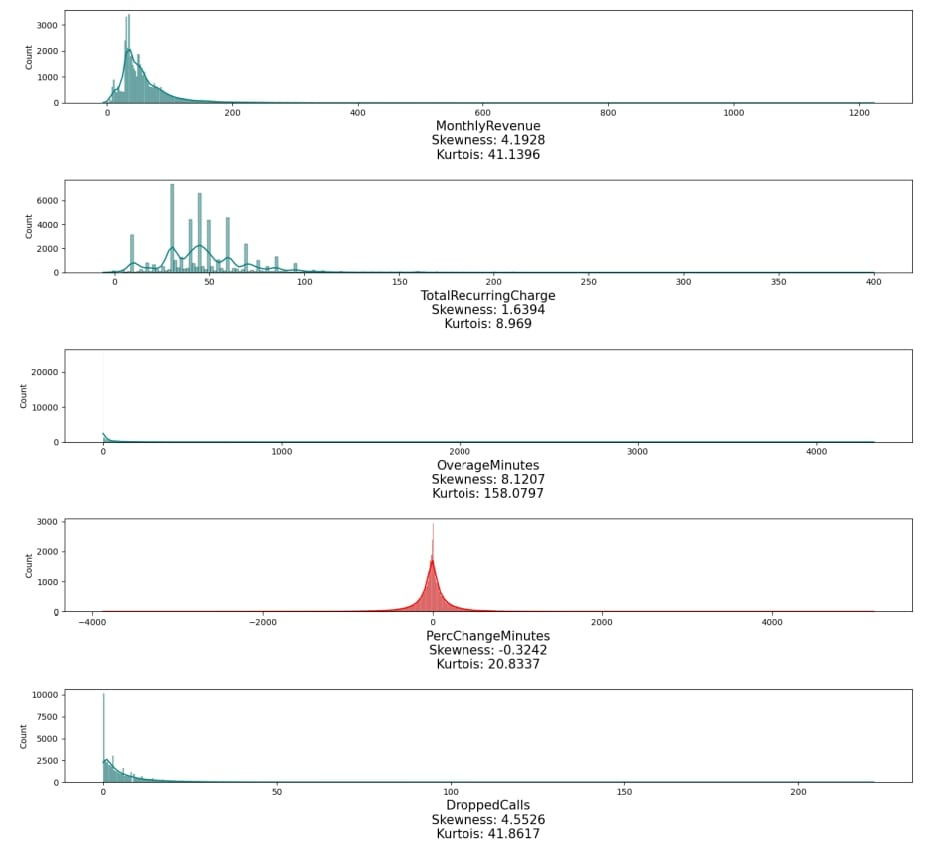 3000
2000
1000
0
Count
0 200 400 600 800 1000 1200
MonthlyRevenue
Skewness: 4.1928
Kurtois: 41.1396
6000
4000
2000
0
Count
0 50 100 150 200 250 300 350 400
TotalRecurringCharge
Skewness: 1.6394
Kurtois: 8.969
20000
10000
0
Count
0 1000 2000 3000 4000
OverageMinutes
Skewness: 8.1207
Kurtois: 158.0797
3000
2000
1000
0
Count
−4000 −2000 0 2000 4000
PercChangeMinutes
Skewness: -0.3242
Kurtois: 20.8337
10000
7500
5000
2500
0
Count
0 50 100 150 200
DroppedCalls
Skewness: 4.5526
Kurtois: 41.8617